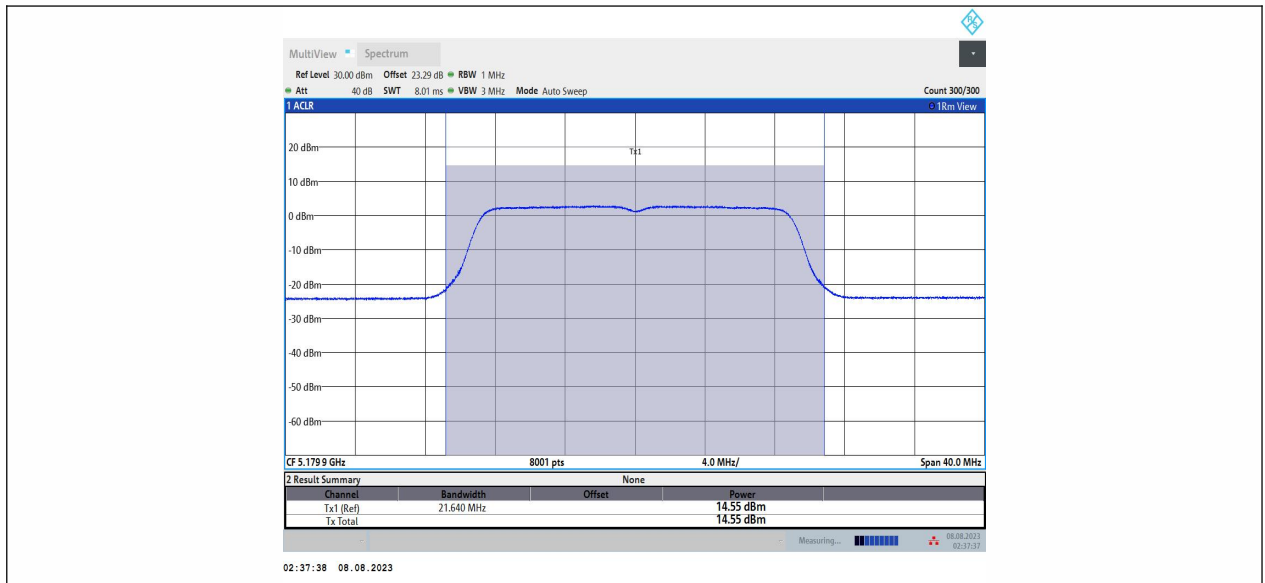 R S
MultiView Spectrum
Ref Level 30.00 dBm Offset 23.29 dB RBW 1 MHz
Att 40 dB SWT 8.01 ms VBW 3 MHz Mode Auto Sweep Count 300/300
1 ACLR 1Rm View
20 dBm
Tx1
10 dBm
0 dBm
-10 dBm
-20 dBm
-30 dBm
-40 dBm
-50 dBm
-60 dBm
CF 5.179 9 GHz 8001 pts 4.0 MHz/ Span 40.0 MHz
2 Result Summary None
Channel Bandwidth Offset Power
Tx1 (Ref) 21.640 MHz 14.55 dBm
Tx Total 14.55 dBm
Measuring... 08.08.2023
02:37:37
02:37:38 08.08.2023